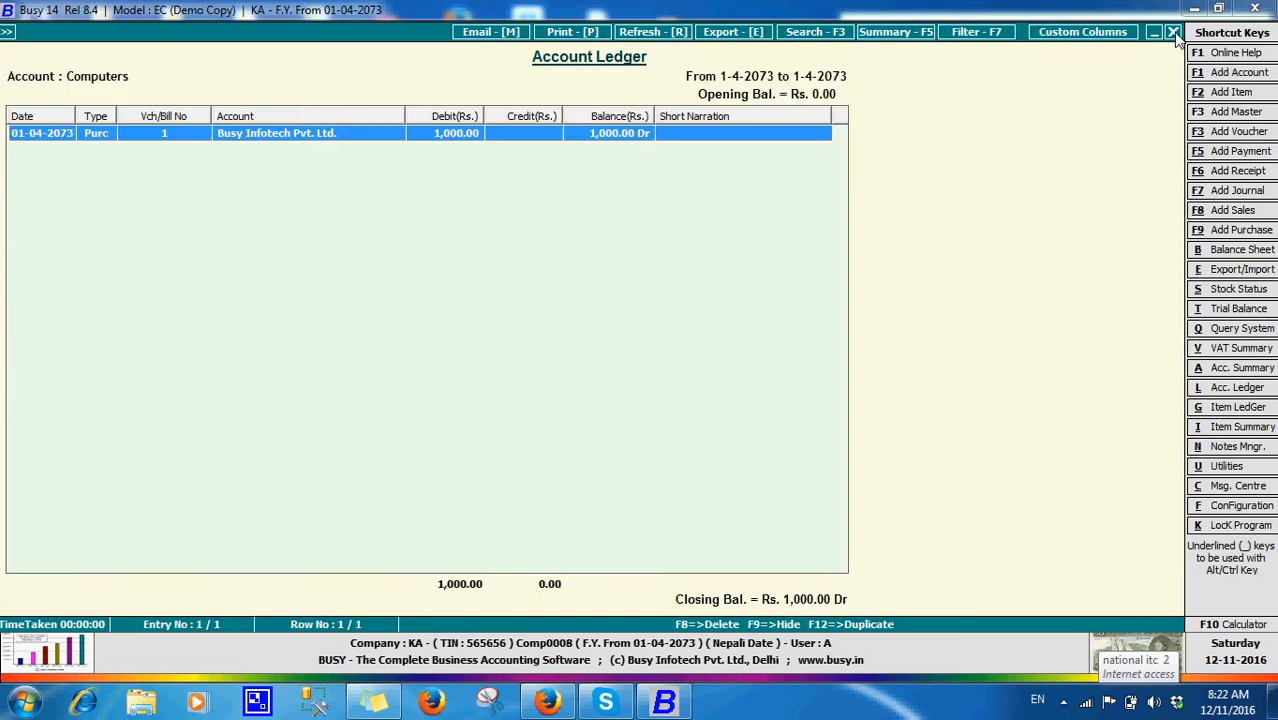 Busy 14 Rel 8.4 | Model : EC (Demo Copy) | KA - F.Y. From 01-04-2073
>> Email - [M] Print - [P] Refresh - [R] Export - [E] Search - F3 Summary - F5 Filter - F7 Custom Columns
Account Ledger
Account : Computers From 1-4-2073 to 1-4-2073
Opening Bal. = Rs. 0.00
Date Type Vch/Bill No Account Debit(Rs.) Credit(Rs.) Balance(Rs.) Short Narration
01-04-2073 Purc 1 Busy Infotech Pvt. Ltd. 1,000.00 1,000.00 Dr
1,000.00 0.00
Closing Bal. = Rs. 1,000.00 Dr
TimeTaken 00:00:00 Entry No : 1 / 1 Row No : 1 / 1 F8=>Delete F9=>Hide F12=>Duplicate
Company : KA - ( TIN : 565656 ) Comp0008 ( F.Y. From 01-04-2073 ) ( Nepali Date ) - User : A
BUSY - The Complete Business Accounting Software ; (c) Busy Infotech Pvt. Ltd., Delhi ; www.busy.in
Shortcut Keys
F1 Online Help
F1 Add Account
F2 Add Item
F3 Add Master
F3 Add Voucher
F5 Add Payment
F6 Add Receipt
F7 Add Journal
F8 Add Sales
F9 Add Purchase
B Balance Sheet
E Export/Import
S Stock Status
T Trial Balance
Q Query System
V VAT Summary
A Acc. Summary
L Acc. Ledger
G Item LedGer
I Item Summary
N Notes Mngr.
U Utilities
C Msg. Centre
F ConFiguration
K LocK Program
Underlined (_) keys
to be used with
Alt/Ctrl Key
F10 Calculator
Saturday
12-11-2016
national itc 2
Internet access
EN
8:22 AM
12/11/2016